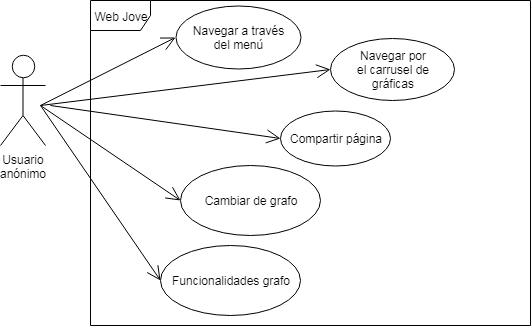 Web Jove
Navegar a través
del menú
Navegar por
el carrusel de
gráficas
Compartir página
Usuario
anónimo
Cambiar de grafo
Funcionalidades grafo